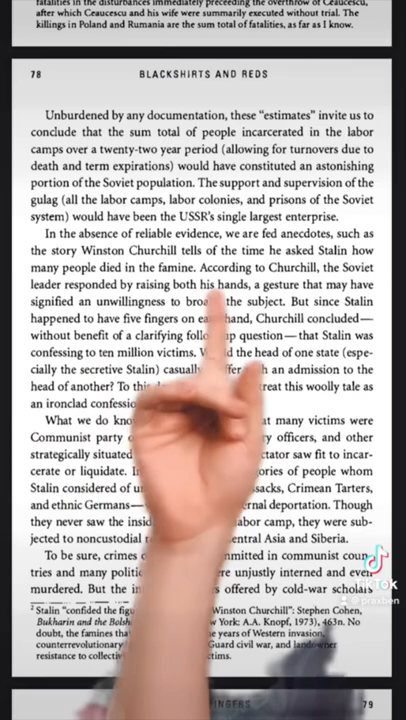 fatalities in the disturbances immediately preceeding the overthrow of Ceaucescu,
after which Ceaucescu and his wife were summarily executed without trial. The
killings in Poland and Rumania are the sum total of fatalities, as far as I know.
78 BLACKSHIRTS AND REDS
Unburdened by any documentation, these “estimates” invite us to
conclude that the sum total of people incarcerated in the labor
camps over a twenty-two year period (allowing for turnovers due to
death and term expirations) would have constituted an astonishing
portion of the Soviet population. The support and supervision of the
gulag (all the labor camps, labor colonies, and prisons of the Soviet
system) would have been the USSR’s single largest enterprise.
In the absence of reliable evidence, we are fed anecdotes, such as
the story Winston Churchill tells of the time he asked Stalin how
many people died in the famine. According to Churchill, the Soviet
leader responded by raising both his hands, a gesture that may have
signified an unwillingness to broa the subject. But since Stalin
happened to have five fingers on ea hand, Churchill concluded—
without benefit of a clarifying follo up question—that Stalin was
confessing to ten million victims. W d the head of one state (espe-
cially the secretive Stalin) casually ffer h an admission to the
head of another? To this reat this woolly tale as
an ironclad confessio
What we do kno at many victims were
Communist party y officers, and other
strategically situated ctator saw fit to incar-
cerate or liquidate. I ories of people whom
Stalin considered of u ssacks, Crimean Tarters,
and ethnic Germans— ernal deportation. Though
they never saw the insid labor camp, they were sub-
jected to noncustodial entral Asia and Siberia.
To be sure, crimes mmitted in communist coun-
tries and many politic re unjustly interned and even
murdered. But the in s offered by cold-war scholars
2 Stalin “confided the figu Winston Churchill”: Stephen Cohen,
Bukharin and the Bolsh York: A.A. Knopf, 1973), 463n. No
doubt, the famines tha e years of Western invasion,
counterrevolutionary Guard civil war, and landowner
resistance to collectiv tims.
TikTok
@praxben
INGERS 79